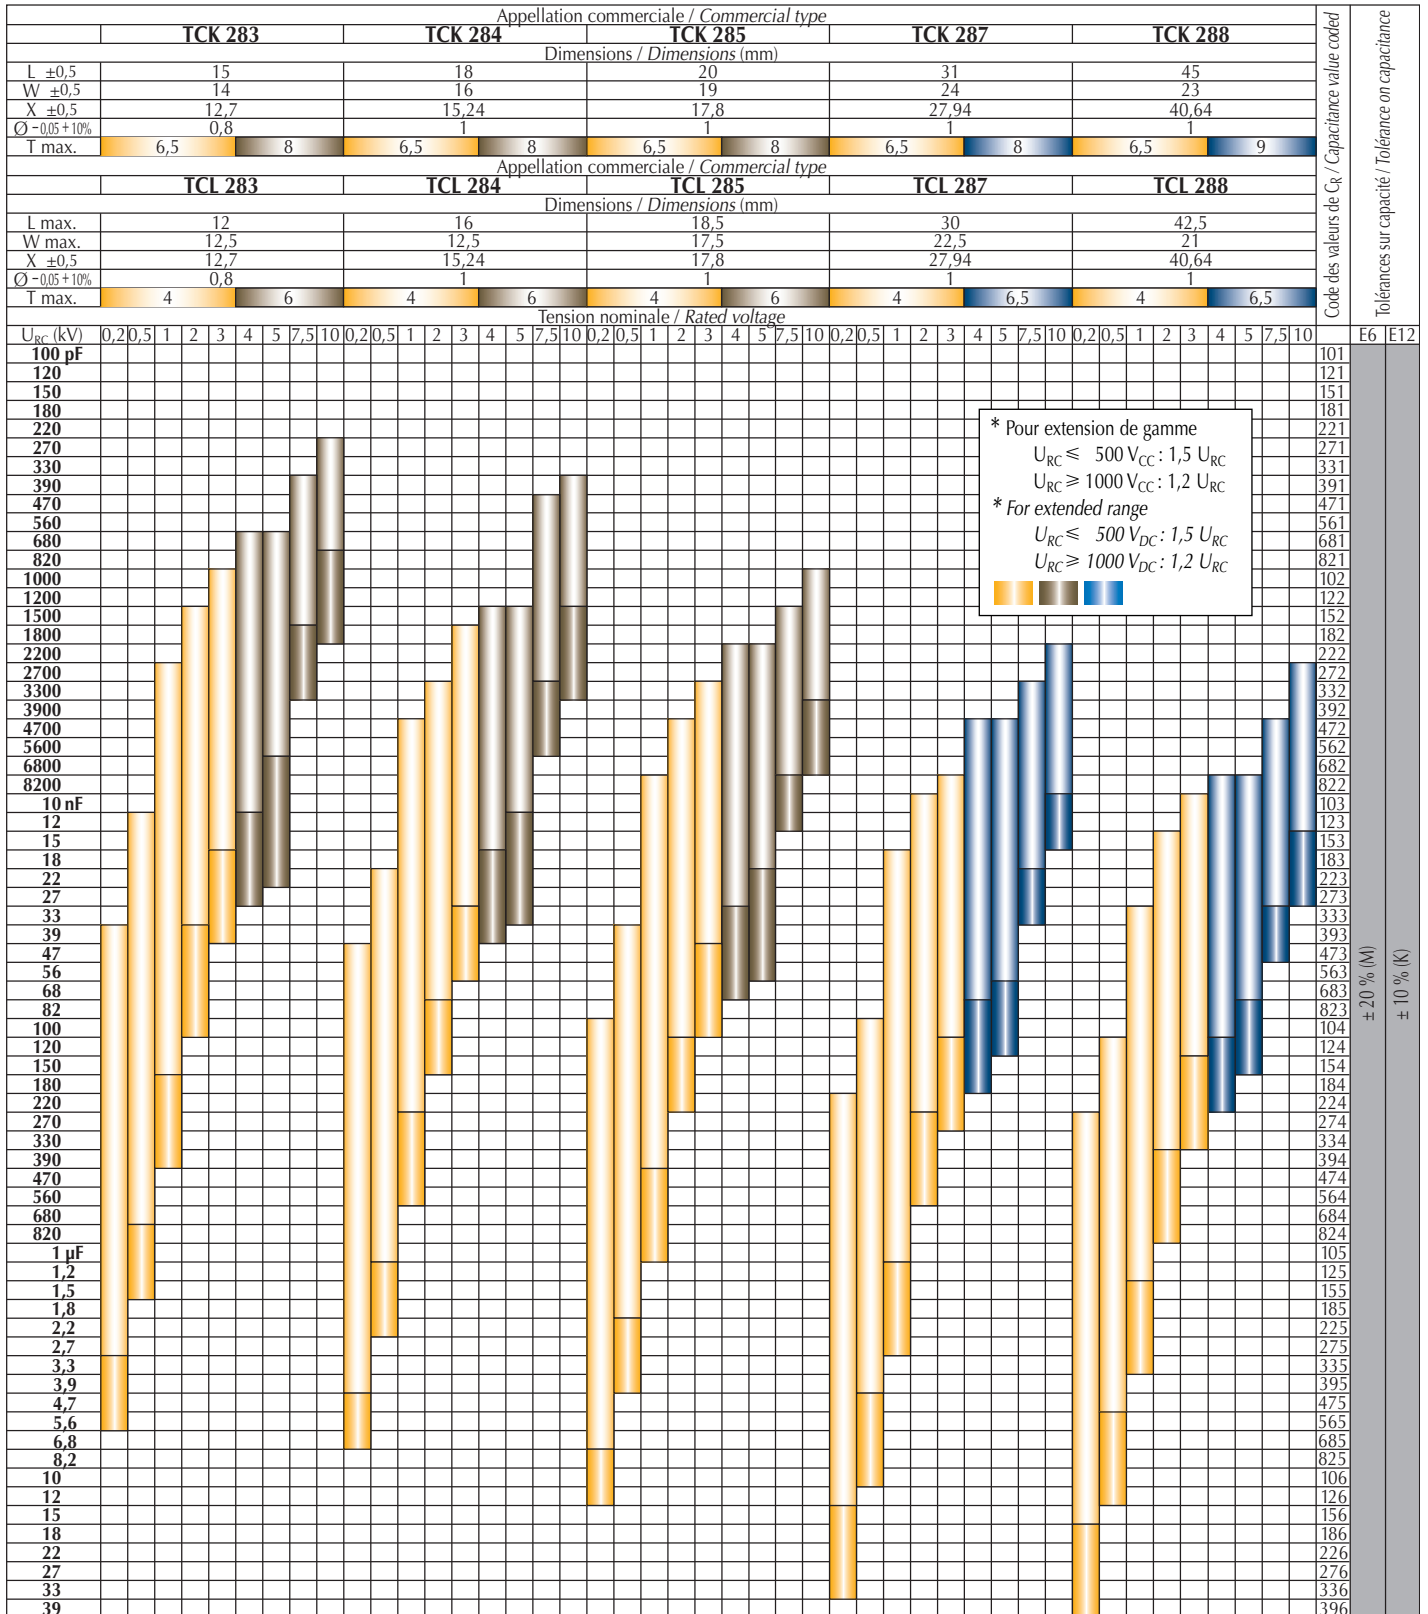 Appellation commerciale / Commercial type
TCK 283 TCK 284 TCK 285 TCK 287 TCK 288
Dimensions / Dimensions (mm)
L ±0,5 15 18 20 31 45
W ±0,5 14 16 19 24 23
X ±0,5 12,7 15,24 17,8 27,94 40,64
Ø -0,05 +10% 0,8 1 1 1 1
T max. 6,5 8 6,5 8 6,5 8 6,5 8 6,5 9
Appellation commerciale / Commercial type
TCL 283 TCL 284 TCL 285 TCL 287 TCL 288
Dimensions / Dimensions (mm)
L max. 12 16 18,5 30 42,5
W max. 12,5 12,5 17,5 22,5 21
X ±0,5 12,7 15,24 17,8 27,94 40,64
Ø -0,05 +10% 0,8 1 1 1 1
T max. 4 6 4 6 4 6 4 6,5 4 6,5
Tension nominale / Rated voltage
Code des valeurs de CR / Capacitance value coded
Tolérances sur capacité / Tolérance on capacitance
URC (kV) 0,2 0,5 1 2 3 4 5 7,5 10 0,2 0,5 1 2 3 4 5 7,5 10 0,2 0,5 1 2 3 4 5 7,5 10 0,2 0,5 1 2 3 4 5 7,5 10 0,2 0,5 1 2 3 4 5 7,5 10 E6 E12
100 pF 101
120 121
150 151
180 181
220 221
270 271
330 331
390 391
470 471
560 561
680 681
820 821
1000 102
1200 122
1500 152
1800 182
2200 222
2700 272
3300 332
3900 392
4700 472
5600 562
6800 682
8200 822
10 nF 103
12 123
15 153
18 183
22 223
27 273
33 333
39 393
47 473
56 563
68 683
82 823
100 104
120 124
150 154
180 184
220 224
270 274
330 334
390 394
470 474
560 564
680 684
820 824
1 µF 105
1,2 125
1,5 155
1,8 185
2,2 225
2,7 275
3,3 335
3,9 395
4,7 475
5,6 565
6,8 685
8,2 825
10 106
12 126
15 156
18 186
22 226
27 276
33 336
39 396
* Pour extension de gamme
URC ≤ 500 VCC : 1,5 URC
URC ≥ 1000 VCC : 1,2 URC
* For extended range
URC ≤ 500 VDC : 1,5 URC
URC ≥ 1000 VDC : 1,2 URC
± 20 % (M)
± 10 % (K)